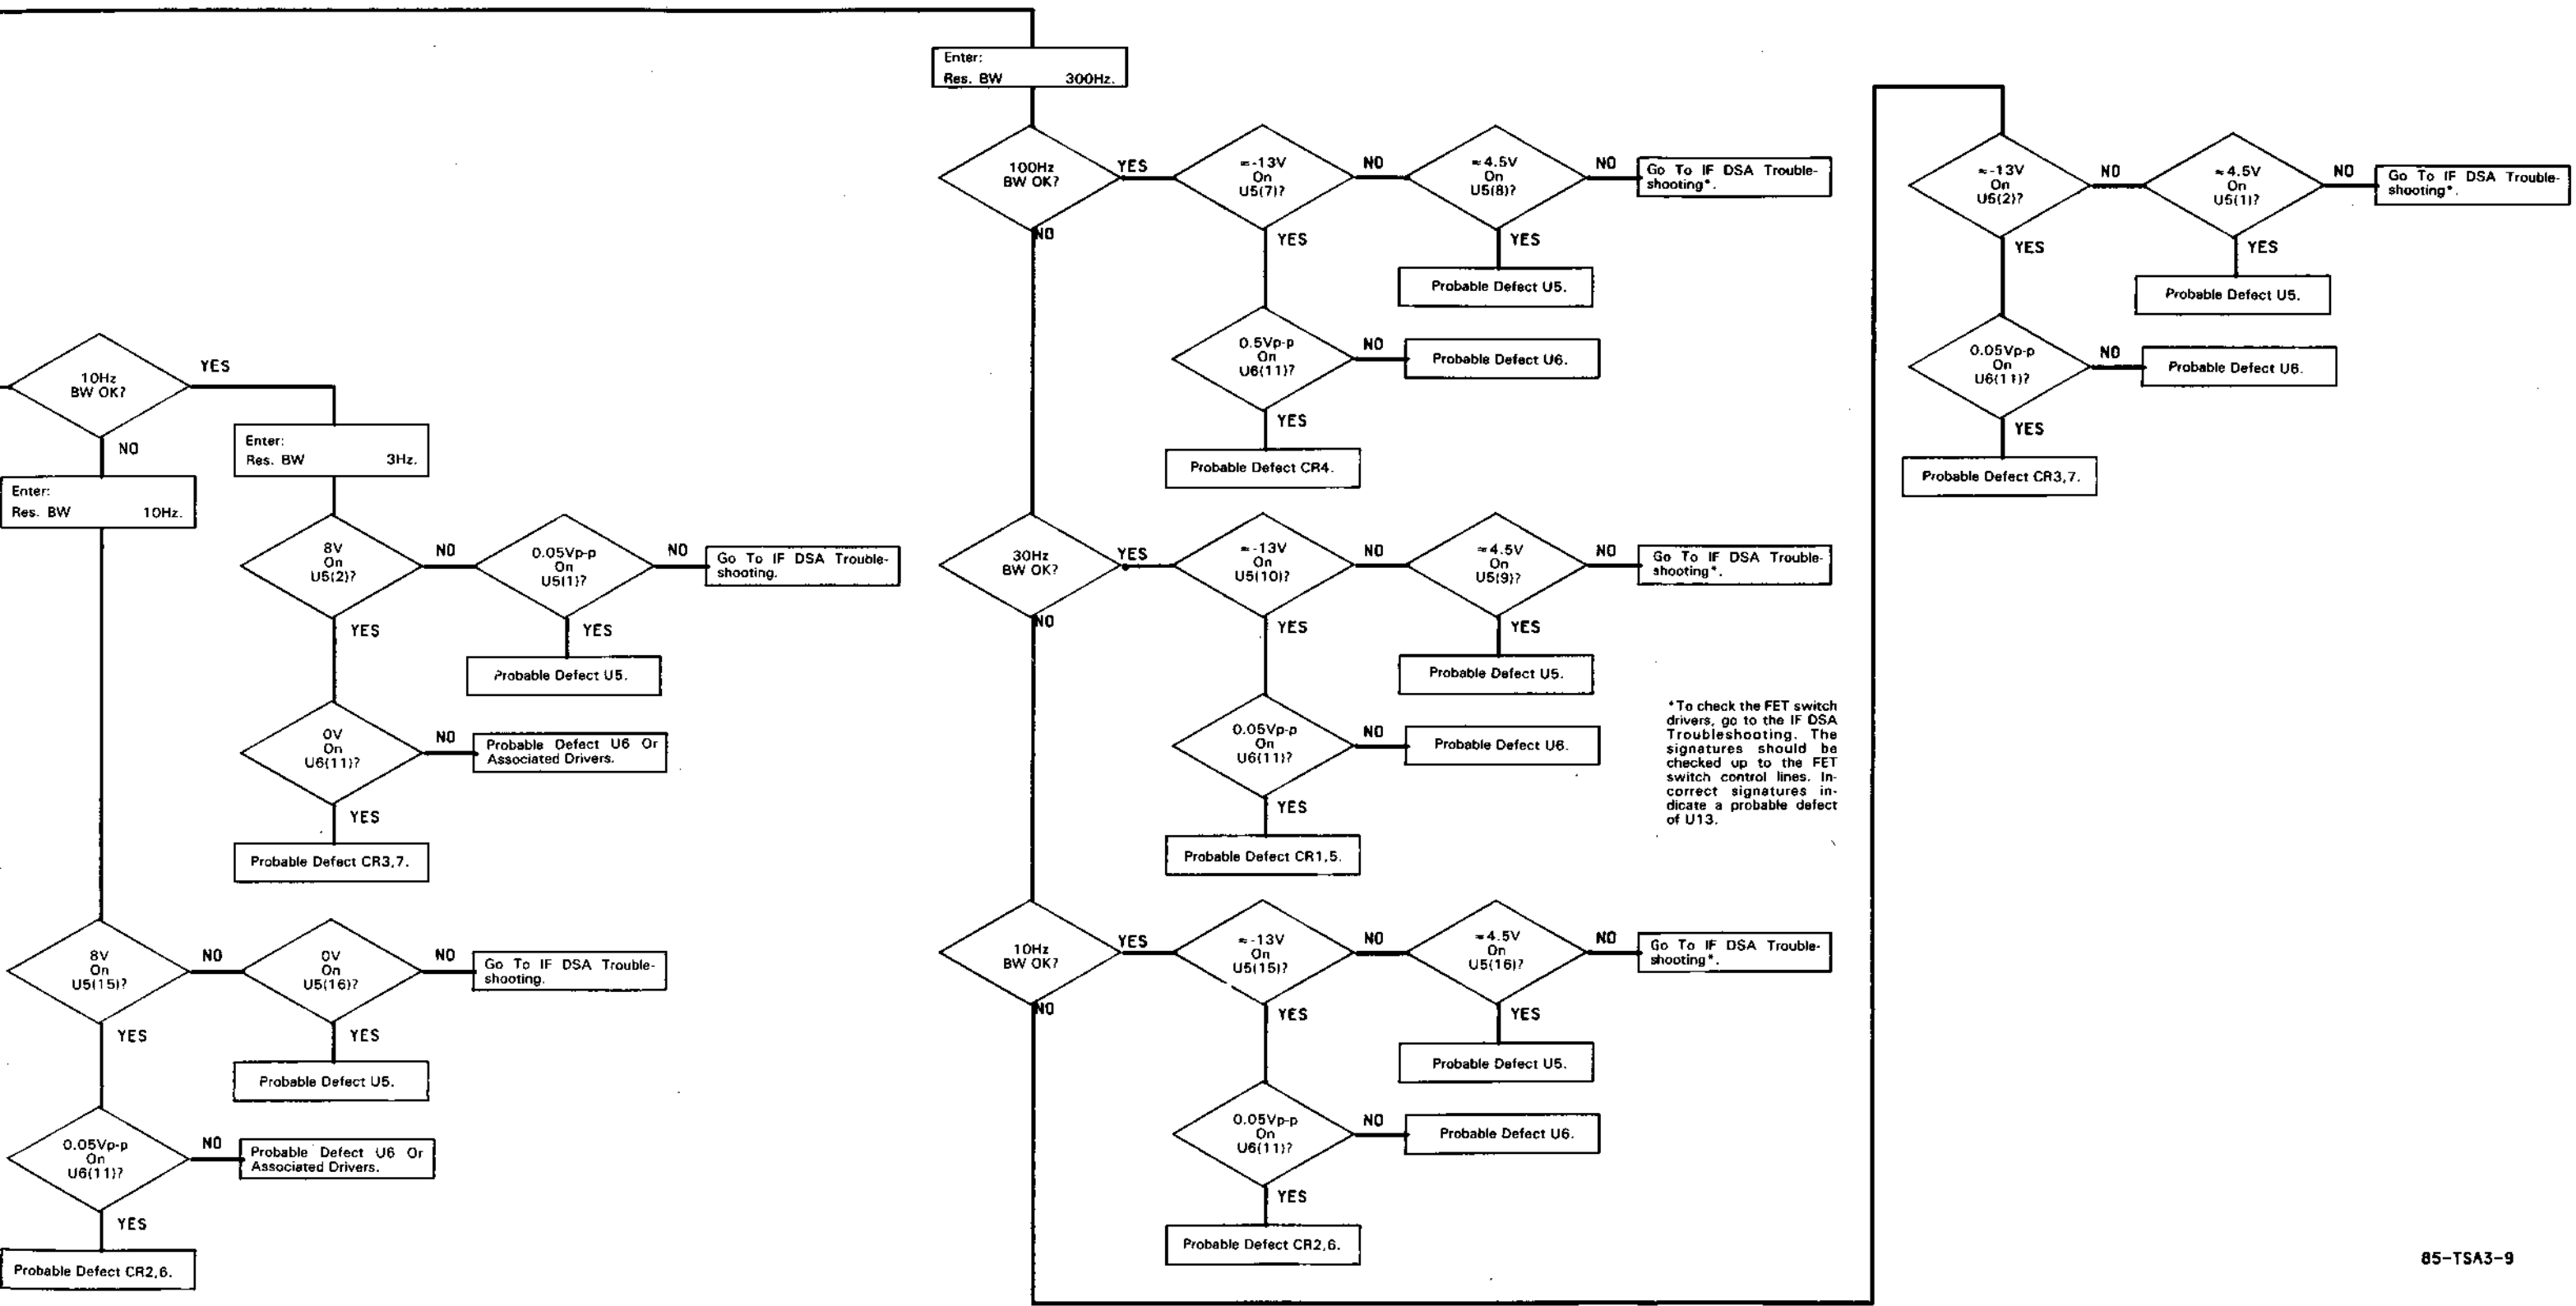 10Hz
BW OK?
YES
NO
Enter:
Res. BW 3Hz.
Enter:
Res. BW 10Hz.
8V
On
U5(2)?
NO
0.05Vp-p
On
U5(1)?
NO
Go To IF DSA Trouble-
shooting.
YES
YES
Probable Defect U5.
0V
On
U6(11)?
NO
Probable Defect U6 Or
Associated Drivers.
YES
Probable Defect CR3,7.
8V
On
U5(15)?
NO
0V
On
U5(16)?
NO
Go To IF DSA Trouble-
shooting.
YES
YES
Probable Defect U5.
0.05Vp-p
On
U6(11)?
NO
Probable Defect U6 Or
Associated Drivers.
YES
Probable Defect CR2,6.
Enter:
Res. BW 300Hz.
100Hz
BW OK?
YES
≈-13V
On
U5(7)?
NO
≈4.5V
On
U5(8)?
NO
Go To IF DSA Trouble-
shooting*.
NO
YES
YES
Probable Defect U5.
0.5Vp-p
On
U6(11)?
NO
Probable Defect U6.
YES
Probable Defect CR4.
30Hz
BW OK?
YES
≈-13V
On
U5(10)?
NO
≈4.5V
On
U5(9)?
NO
Go To IF DSA Trouble-
shooting*.
NO
YES
YES
Probable Defect U5.
0.05Vp-p
On
U6(11)?
NO
Probable Defect U6.
YES
Probable Defect CR1,5.
*To check the FET switch
drivers, go to the IF DSA
Troubleshooting. The
signatures should be
checked up to the FET
switch control lines. In-
correct signatures in-
dicate a probable defect
of U13.
10Hz
BW OK?
YES
≈-13V
On
U5(15)?
NO
≈4.5V
On
U5(16)?
NO
Go To IF DSA Trouble-
shooting*.
NO
YES
YES
Probable Defect U5.
0.05Vp-p
On
U6(11)?
NO
Probable Defect U6.
YES
Probable Defect CR2,6.
≈-13V
On
U5(2)?
NO
≈4.5V
On
U5(1)?
NO
Go To IF DSA Trouble-
shooting*.
YES
YES
Probable Defect U5.
0.05Vp-p
On
U6(11)?
NO
Probable Defect U6.
YES
Probable Defect CR3,7.
85-TSA3-9